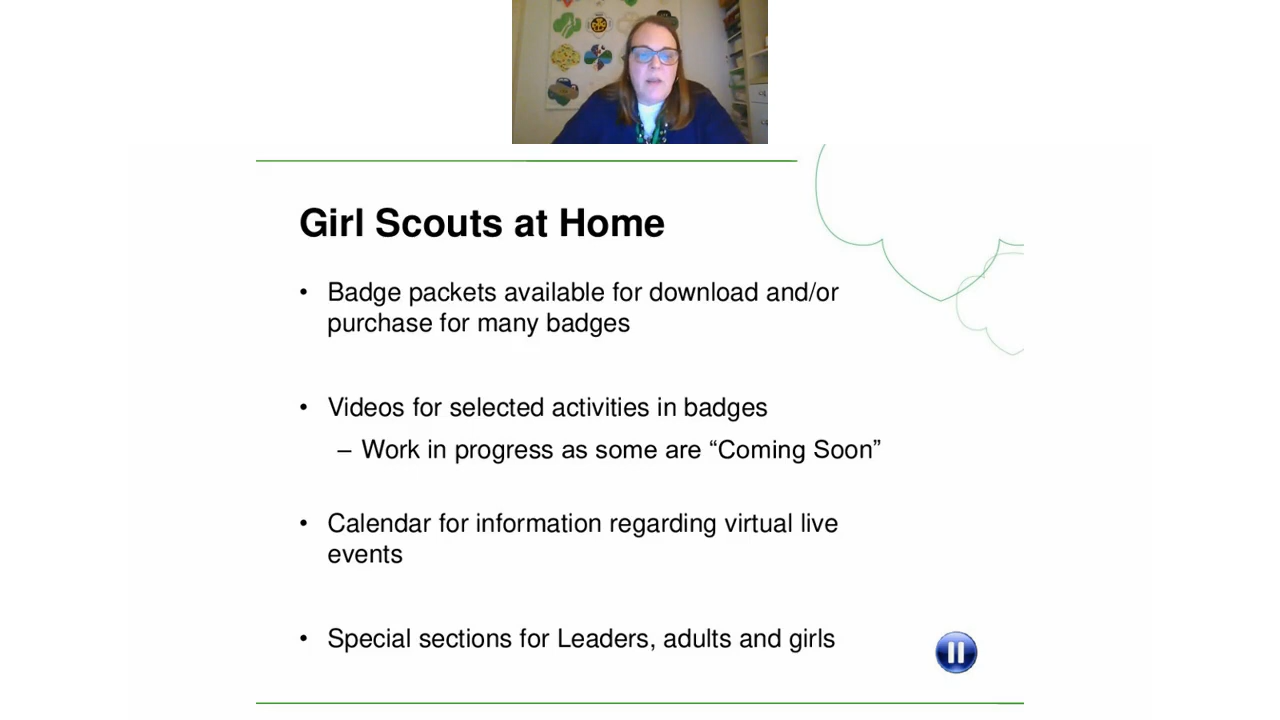 Girl Scouts at Home
• Badge packets available for download and/or
purchase for many badges
• Videos for selected activities in badges
– Work in progress as some are “Coming Soon”
• Calendar for information regarding virtual live
events
• Special sections for Leaders, adults and girls